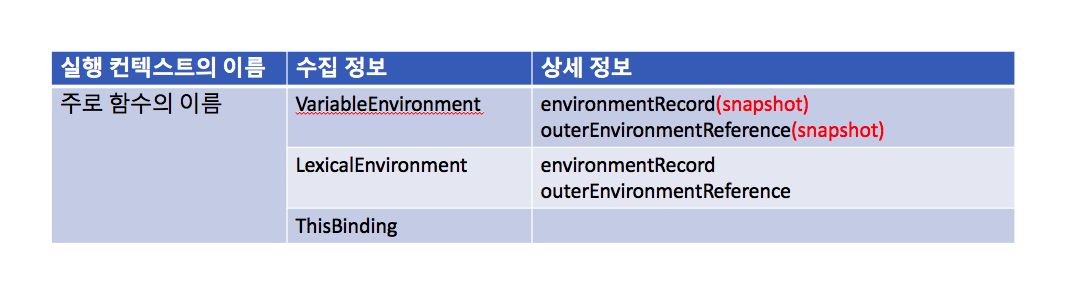 실행 컨텍스트의 이름 수집 정보 상세 정보
주로 함수의 이름 VariableEnvironment environmentRecord(snapshot)
outerEnvironmentReference(snapshot)
LexicalEnvironment environmentRecord
outerEnvironmentReference
ThisBinding